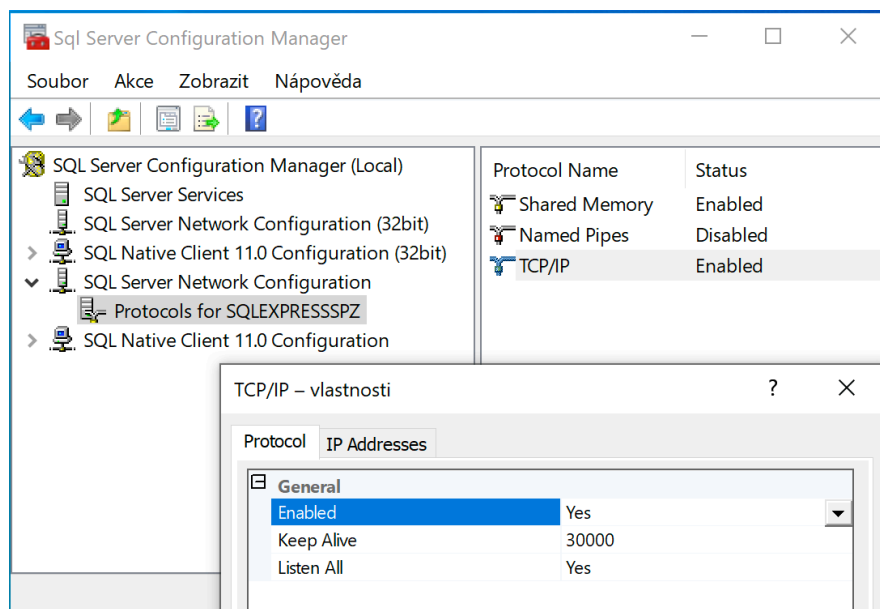 Sql Server Configuration Manager
Soubor Akce Zobrazit Nápověda
SQL Server Configuration Manager (Local)
SQL Server Services
SQL Server Network Configuration (32bit)
SQL Native Client 11.0 Configuration (32bit)
SQL Server Network Configuration
Protocols for SQLEXPRESSSPZ
SQL Native Client 11.0 Configuration
Protocol Name Status
Shared Memory Enabled
Named Pipes Disabled
TCP/IP Enabled
TCP/IP – vlastnosti
Protocol IP Addresses
General
Enabled Yes
Keep Alive 30000
Listen All Yes